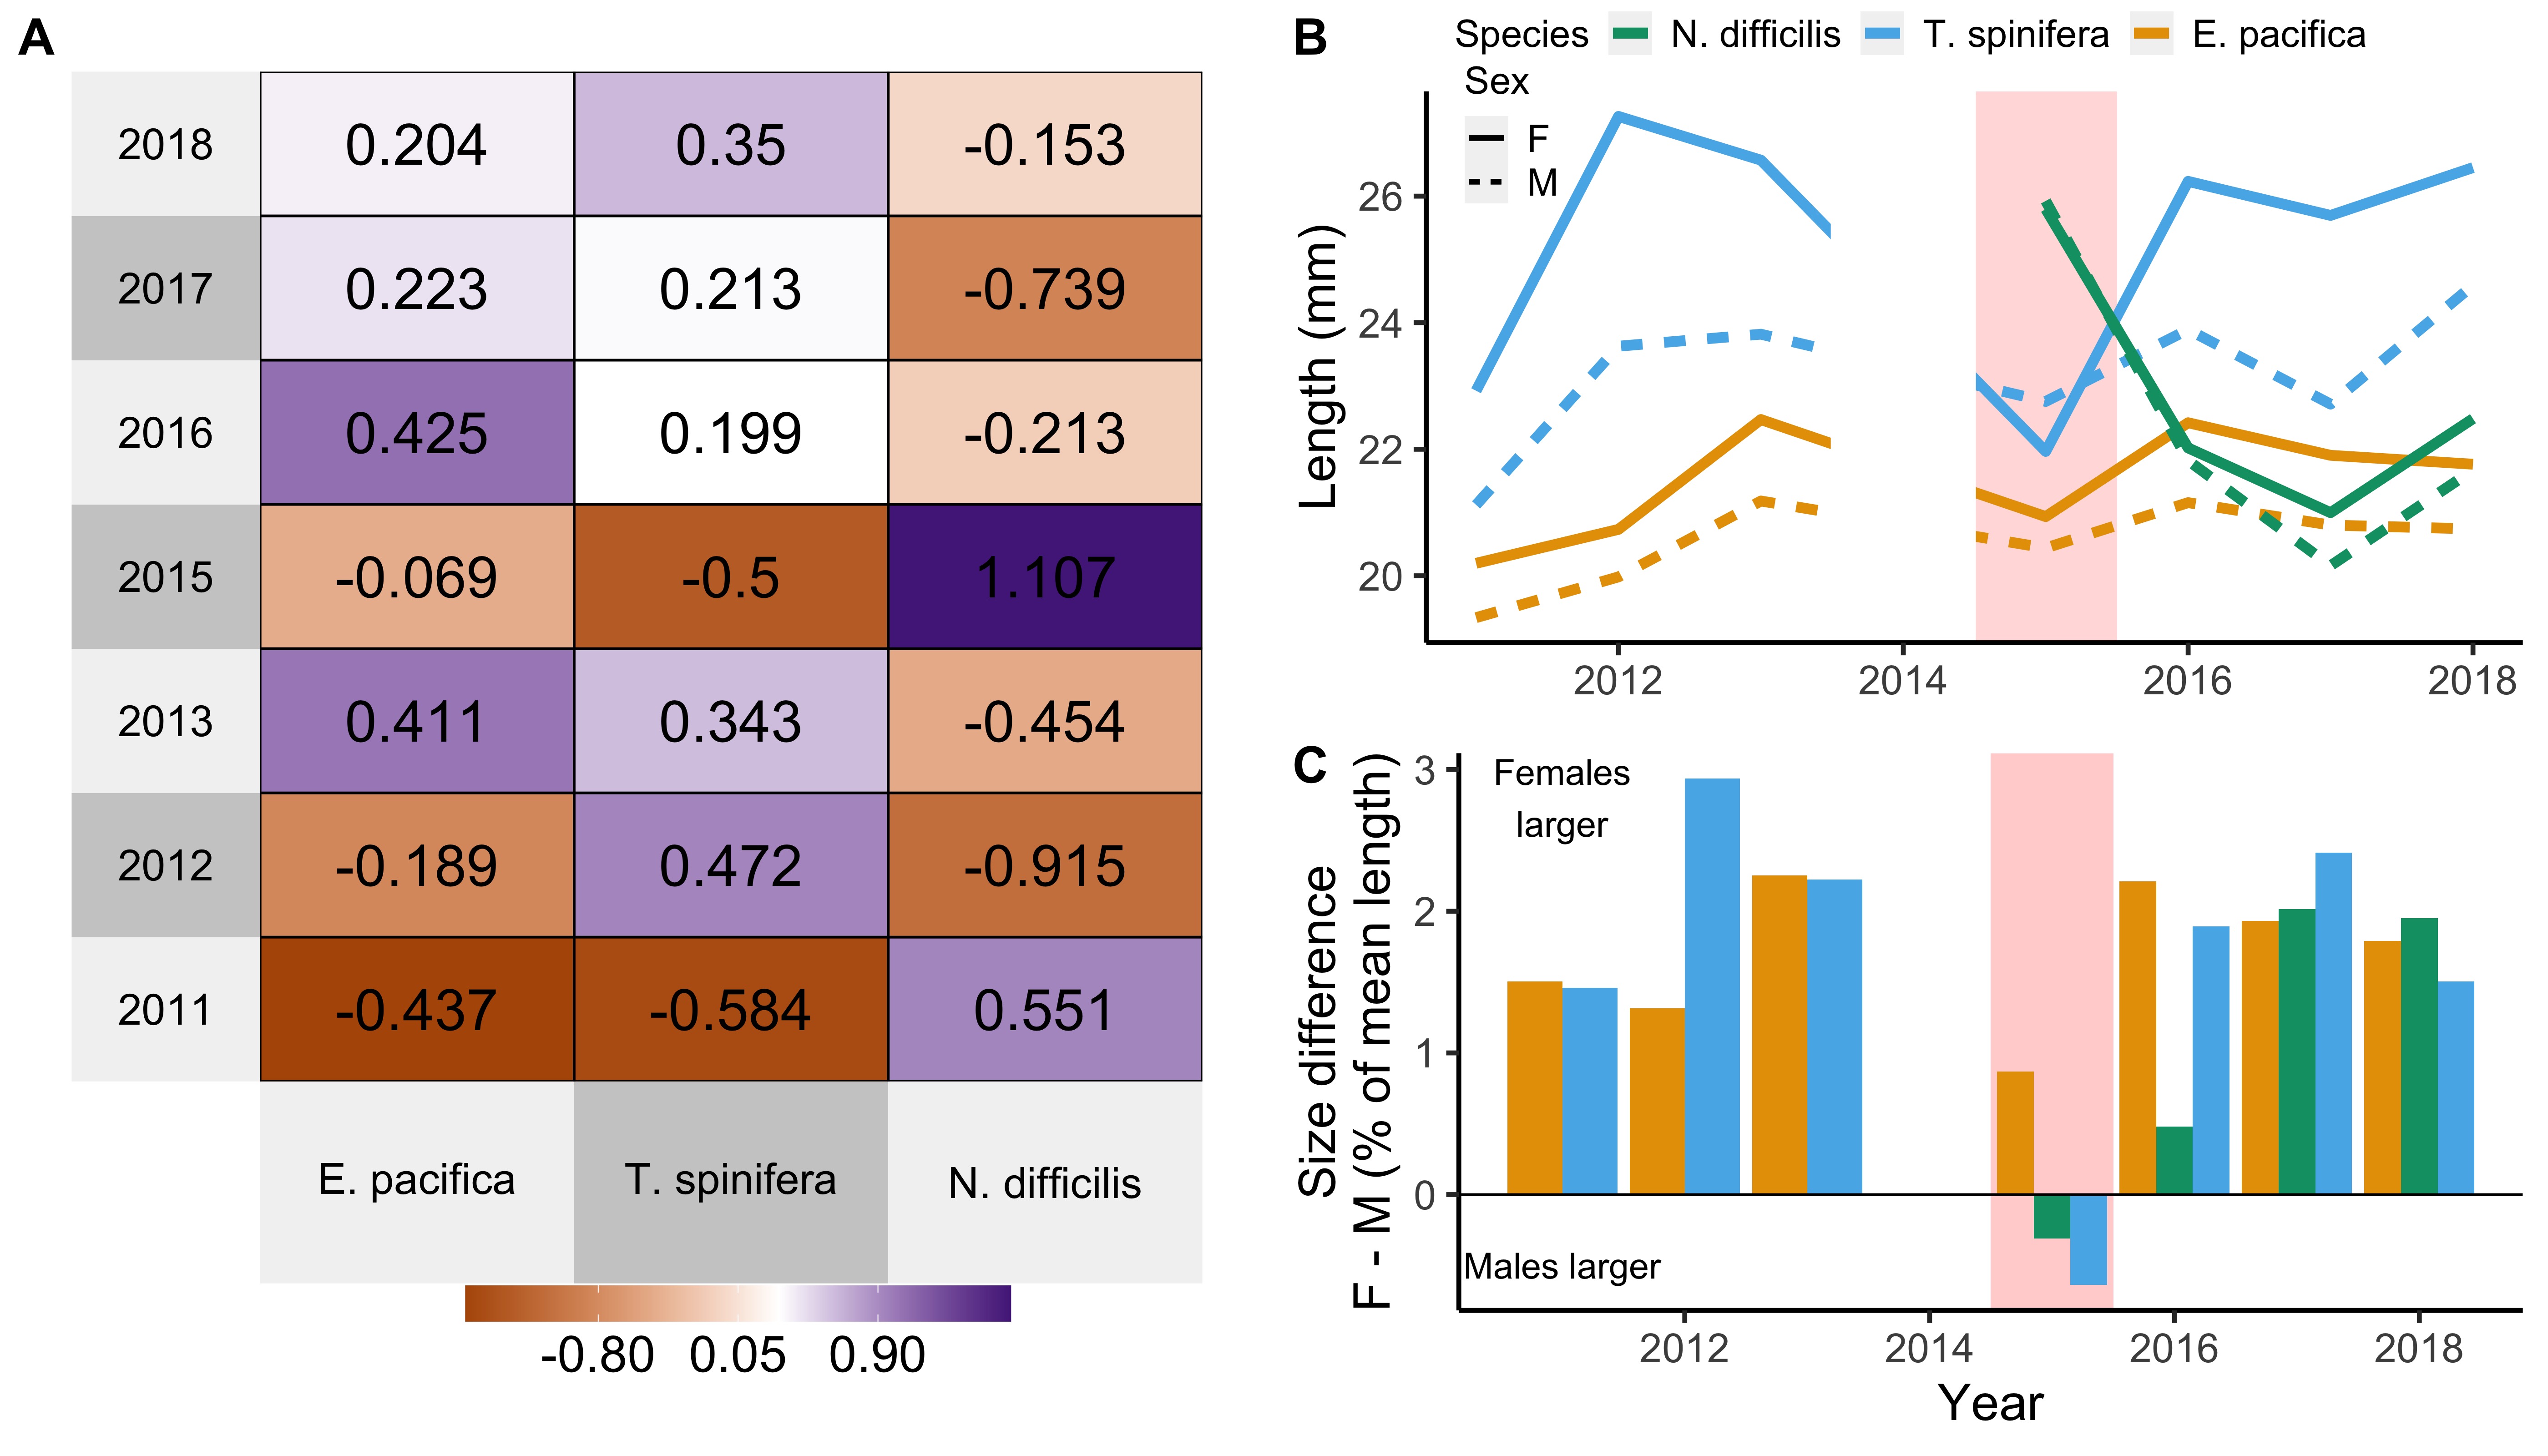 A
2018 0.204 0.35 -0.153
2017 0.223 0.213 -0.739
2016 0.425 0.199 -0.213
2015 -0.069 -0.5 1.107
2013 0.411 0.343 -0.454
2012 -0.189 0.472 -0.915
2011 -0.437 -0.584 0.551
E. pacifica T. spinifera N. difficilis
-0.80 0.05 0.90
B
Species N. difficilis T. spinifera E. pacifica
Sex
F
M
Length (mm)
26
24
22
20
2012 2014 2016 2018
C
Size difference
F - M (% of mean length)
3
2
1
0
Females
larger
Males larger
2012 2014 2016 2018
Year